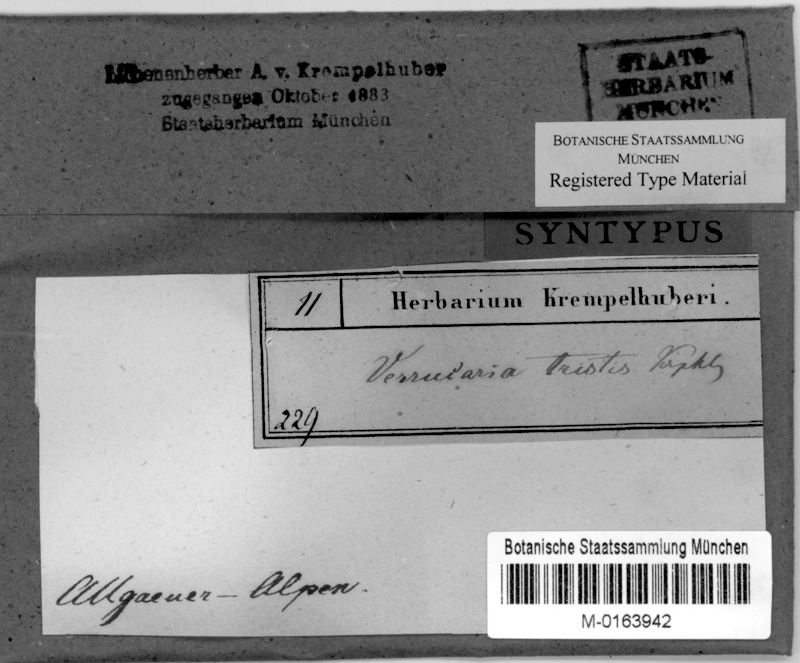 Lichenenherbar A. v. Krempelhuber
zugegangen Oktober 1883
Staatsherbarium München
STAATS-
HERBARIUM
MÜNCHEN
BOTANISCHE STAATSSAMMLUNG
MÜNCHEN
Registered Type Material
SYNTYPUS
11
Herbarium Krempelhuberi.
Verrucaria tristis Krphbr
229
Allgaeuer-Alpen.
Botanische Staatssammlung München
M-0163942